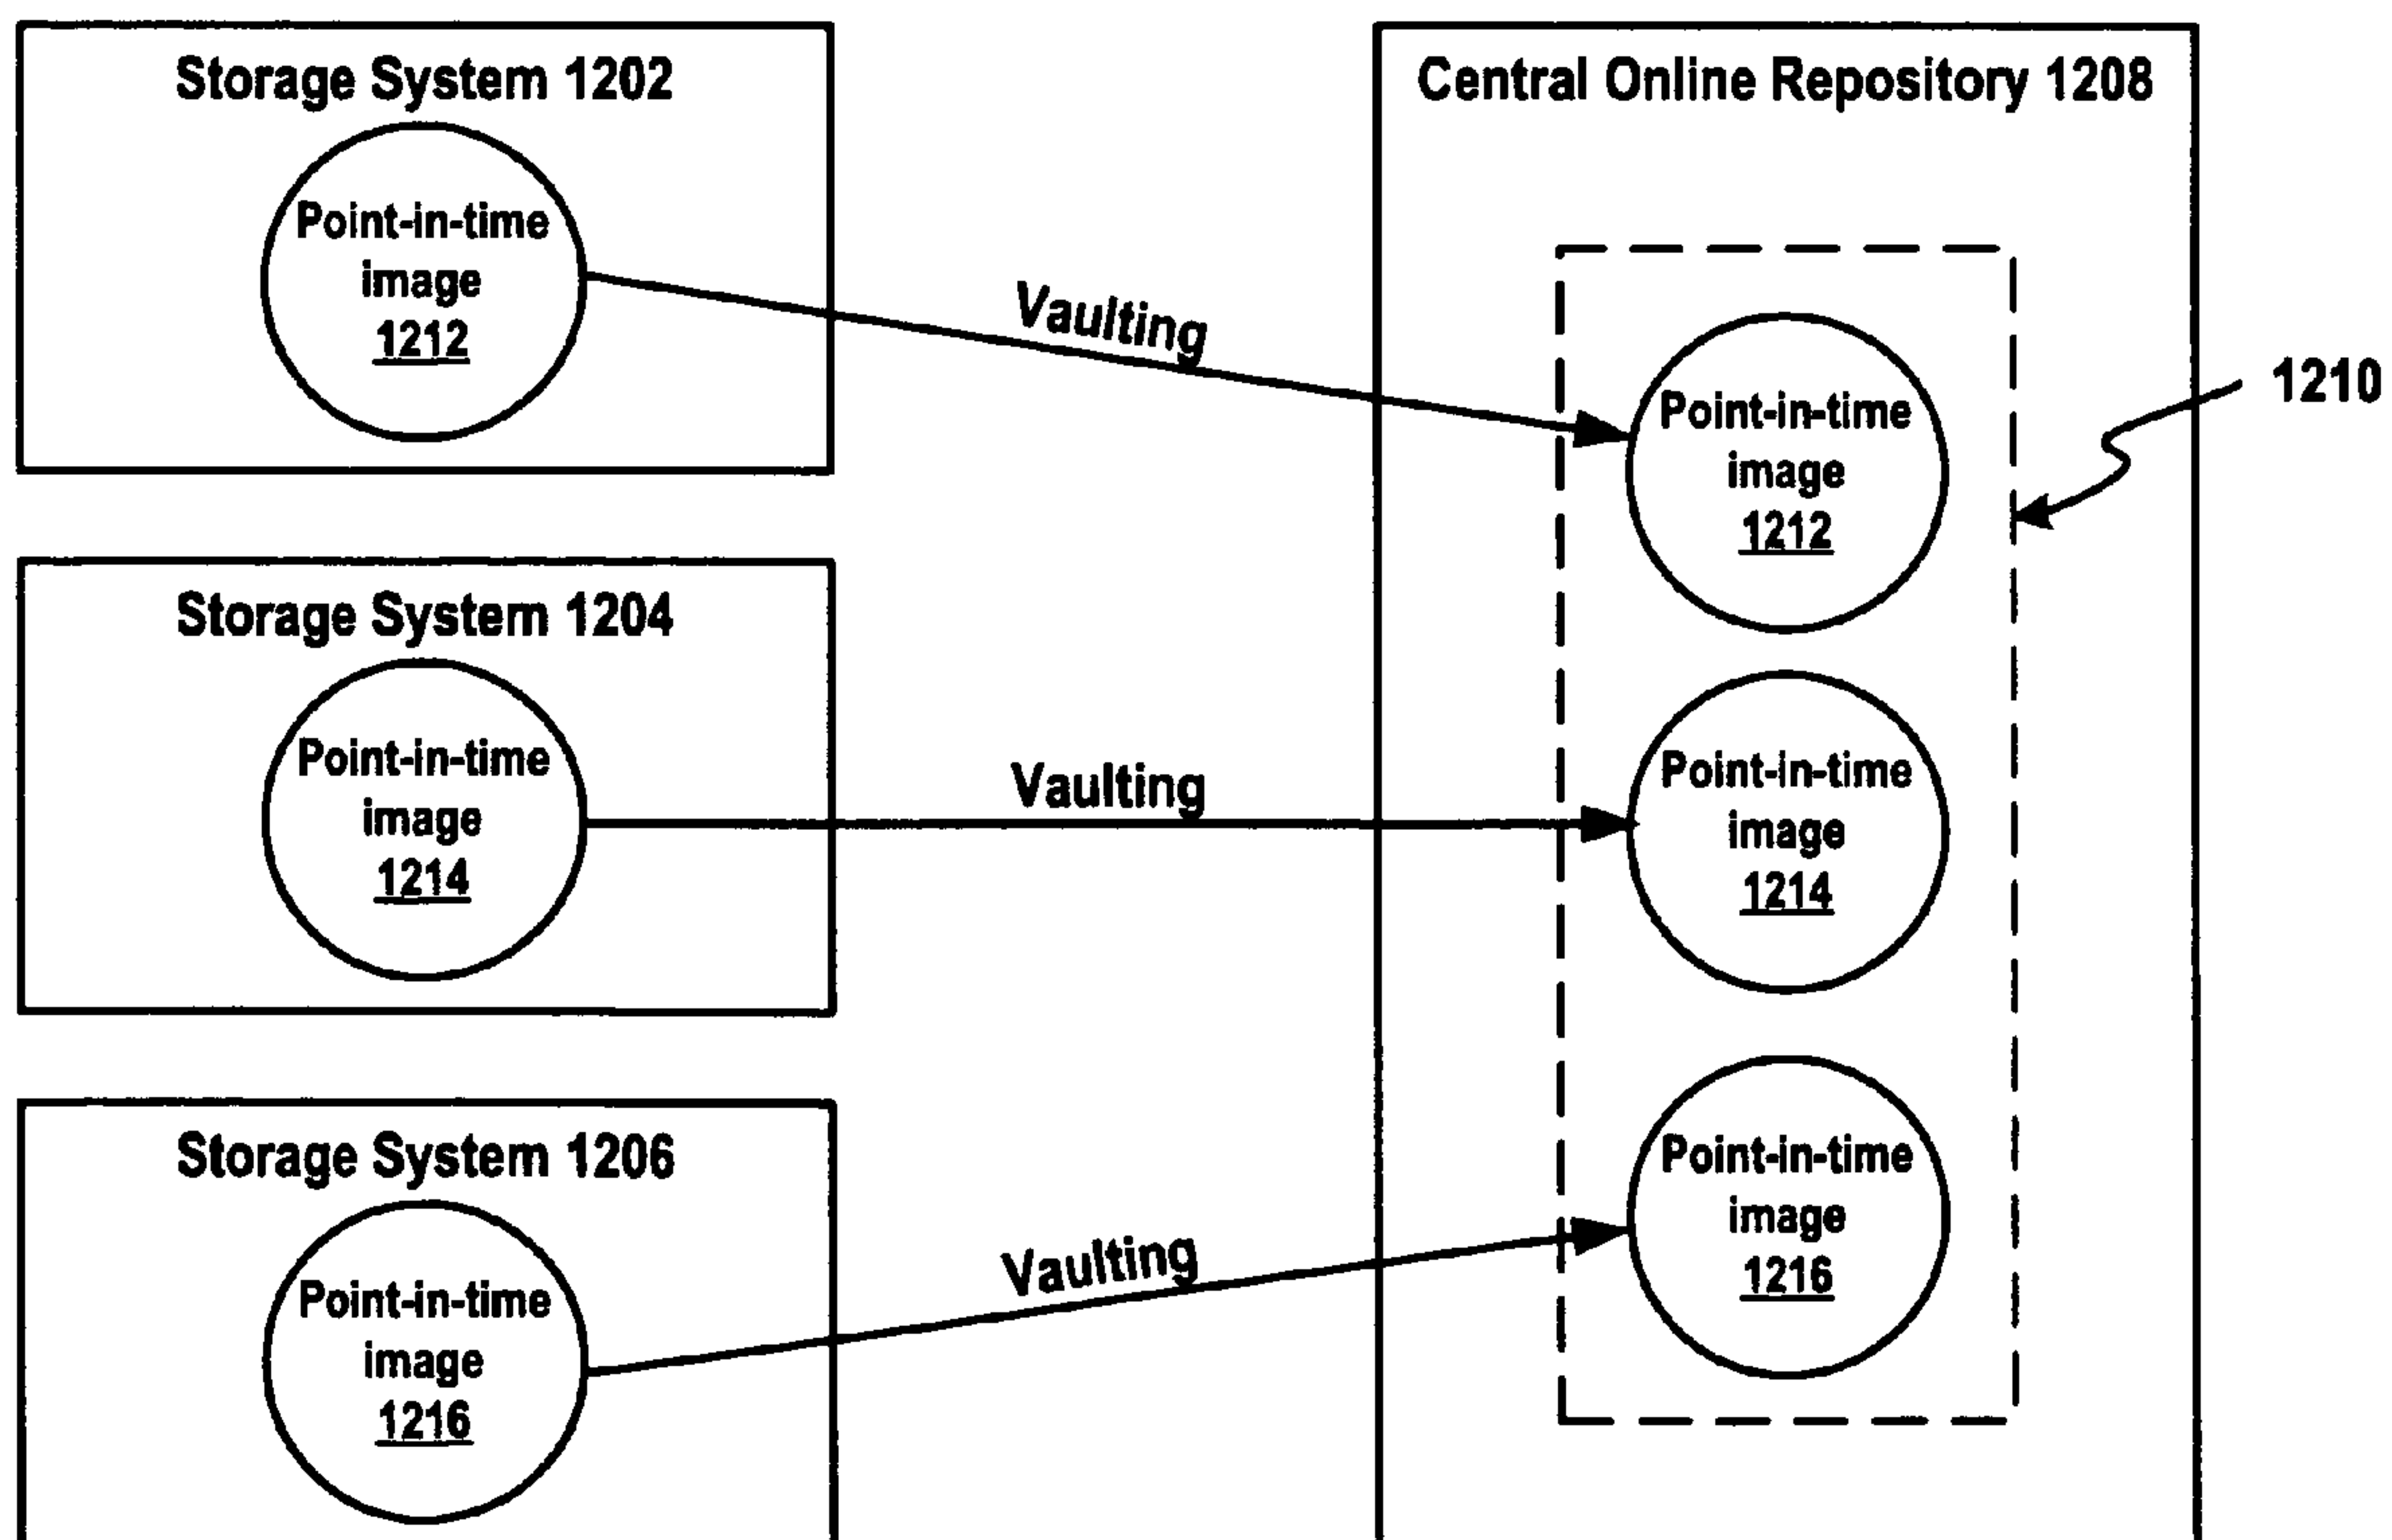 Storage System 1202
Point-in-time
image
1212
Storage System 1204
Point-in-time
image
1214
Storage System 1206
Point-in-time
image
1216
Vaulting
Vaulting
Vaulting
Central Online Repository 1208
Point-in-time
image
1212
Point-in-time
image
1214
Point-in-time
image
1216
1210